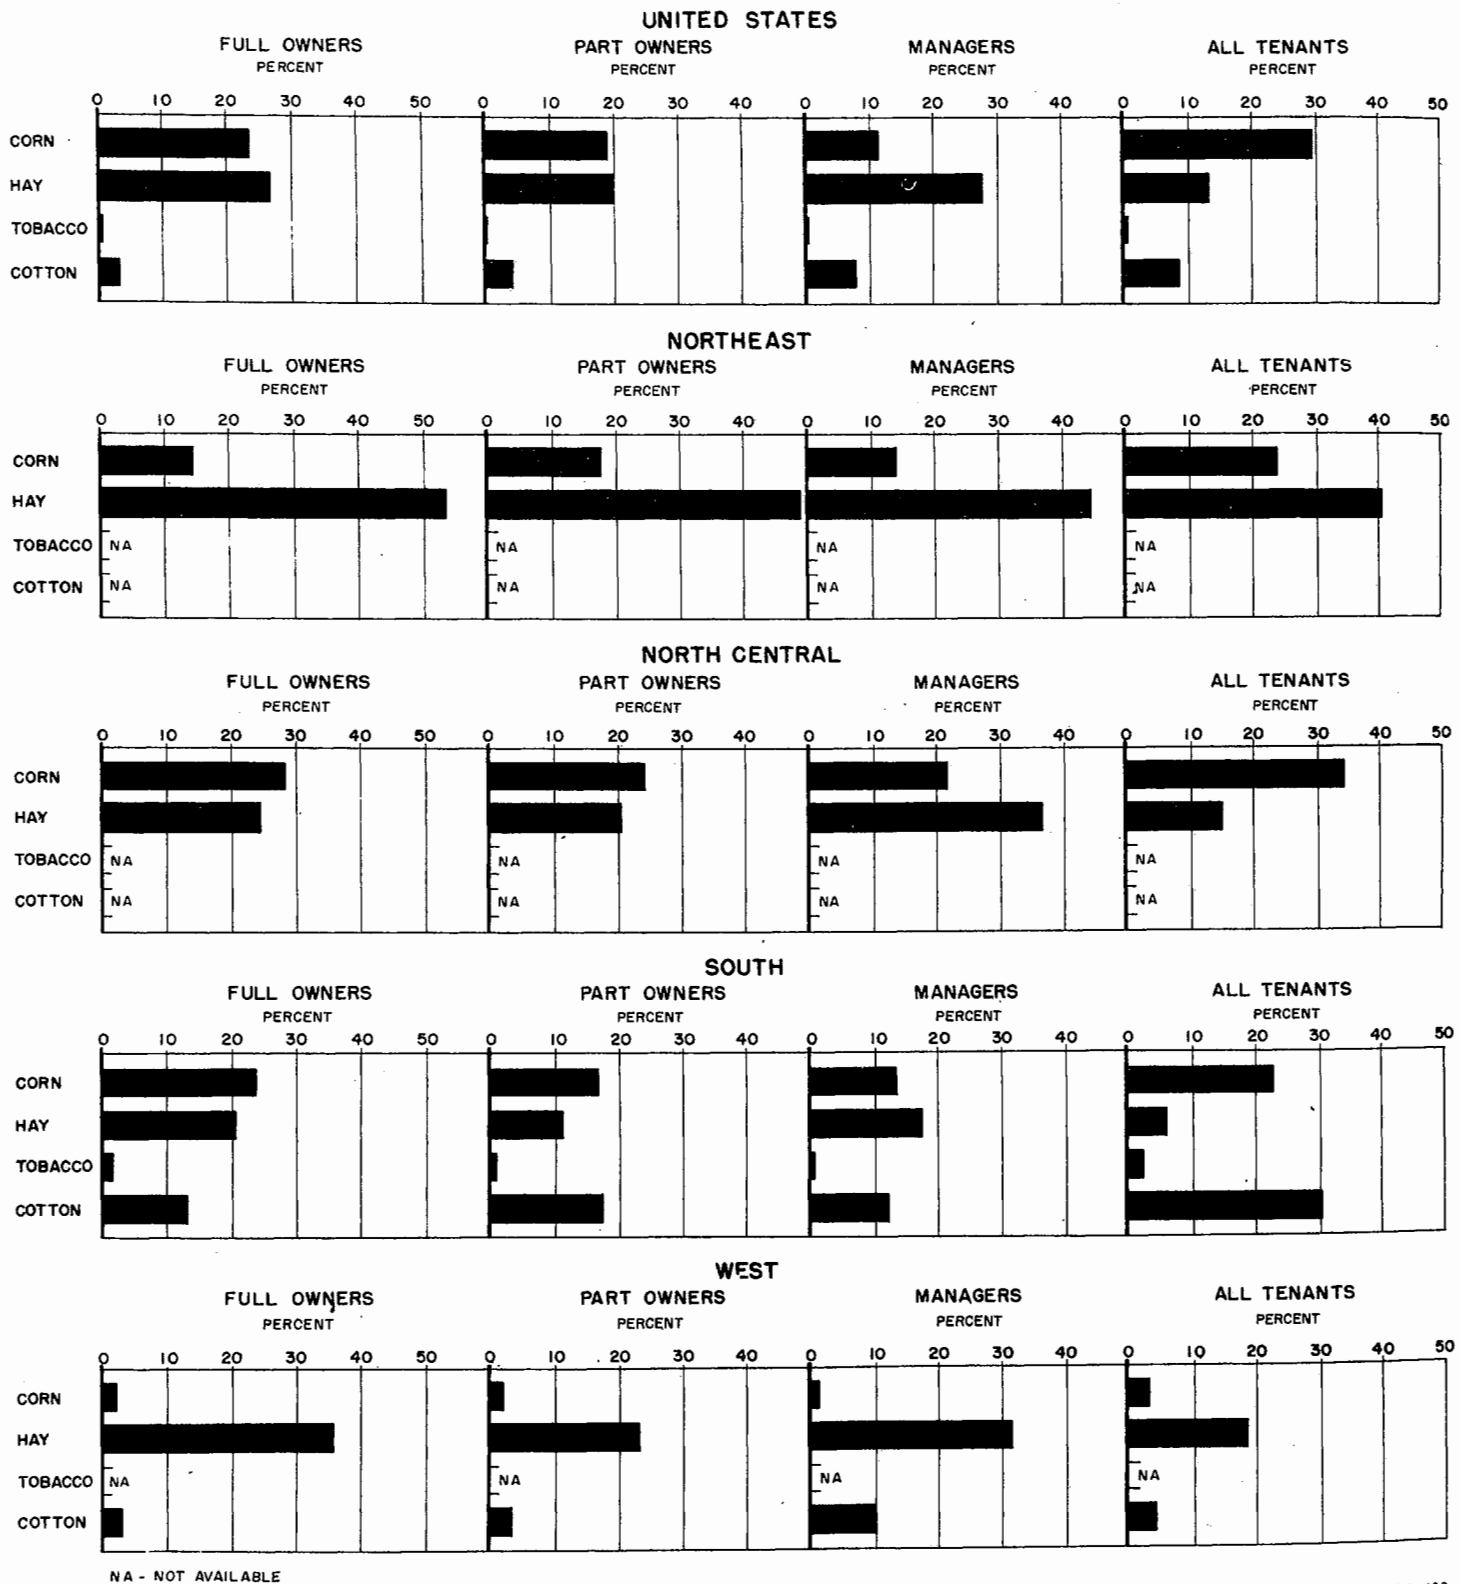 UNITED STATES
FULL OWNERS PART OWNERS MANAGERS ALL TENANTS
PERCENT PERCENT PERCENT PERCENT
0 10 20 30 40 50 0 10 20 30 40 0 10 20 30 40 0 10 20 30 40 50
CORN
HAY
TOBACCO
COTTON
NORTHEAST
FULL OWNERS PART OWNERS MANAGERS ALL TENANTS
PERCENT PERCENT PERCENT PERCENT
0 10 20 30 40 50 0 10 20 30 40 0 10 20 30 40 0 10 20 30 40 50
CORN
HAY
TOBACCO NA NA NA NA
COTTON NA NA NA NA
NORTH CENTRAL
FULL OWNERS PART OWNERS MANAGERS ALL TENANTS
PERCENT PERCENT PERCENT PERCENT
0 10 20 30 40 50 0 10 20 30 40 0 10 20 30 40 0 10 20 30 40 50
CORN
HAY
TOBACCO NA NA NA NA
COTTON NA NA NA NA
SOUTH
FULL OWNERS PART OWNERS MANAGERS ALL TENANTS
PERCENT PERCENT PERCENT PERCENT
0 10 20 30 40 50 0 10 20 30 40 0 10 20 30 40 0 10 20 30 40 50
CORN
HAY
TOBACCO
COTTON
WEST
FULL OWNERS PART OWNERS MANAGERS ALL TENANTS
PERCENT PERCENT PERCENT PERCENT
0 10 20 30 40 50 0 10 20 30 40 0 10 20 30 40 0 10 20 30 40 50
CORN
HAY
TOBACCO NA NA NA NA
COTTON
NA - NOT AVAILABLE